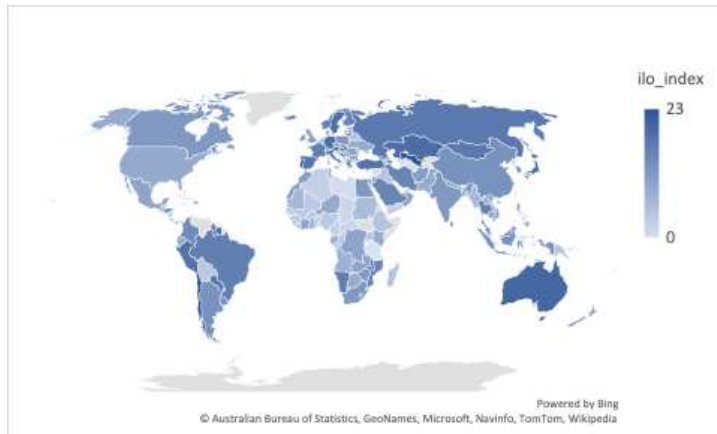 ilo_index
23
0
Powered by Bing
© Australian Bureau of Statistics, GeoNames, Microsoft, Navinfo, TomTom, Wikipedia